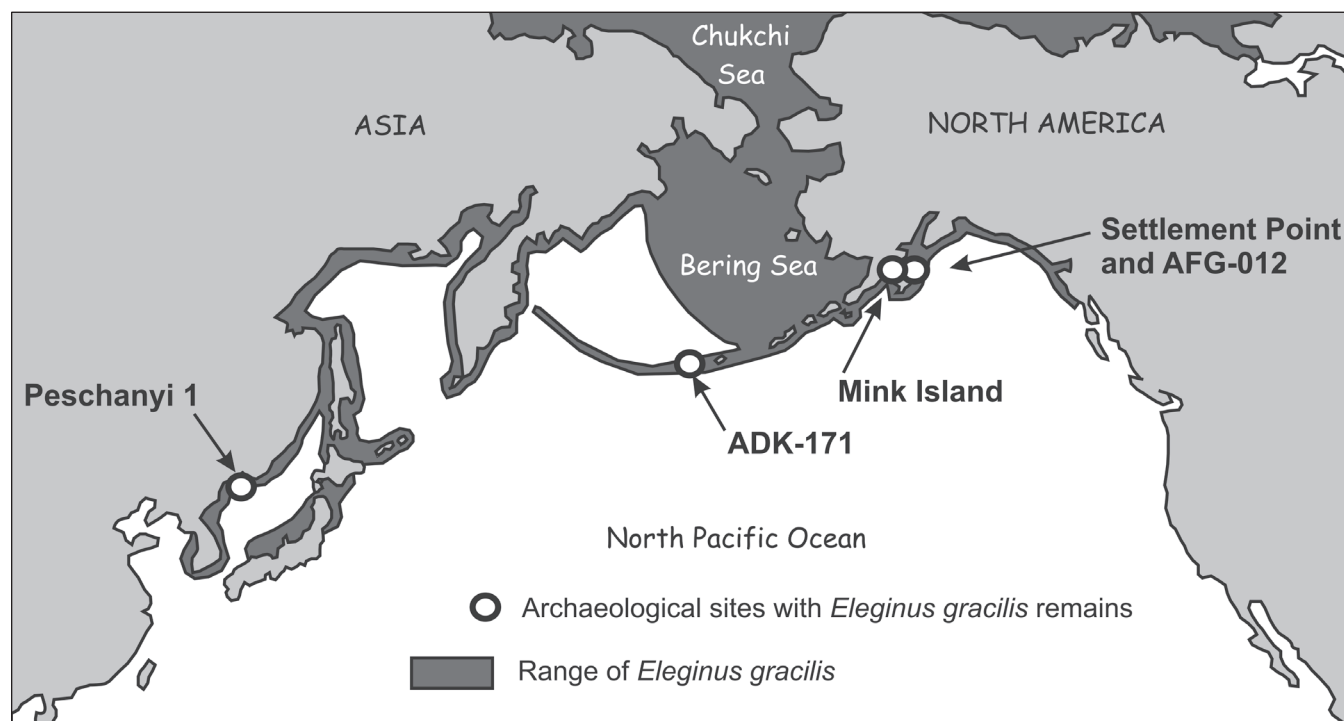 Chukchi
Sea
ASIA
NORTH AMERICA
Settlement Point
and AFG-012
Bering Sea
Peschanyi 1
Mink Island
ADK-171
North Pacific Ocean
Archaeological sites with Eleginus gracilis remains
Range of Eleginus gracilis